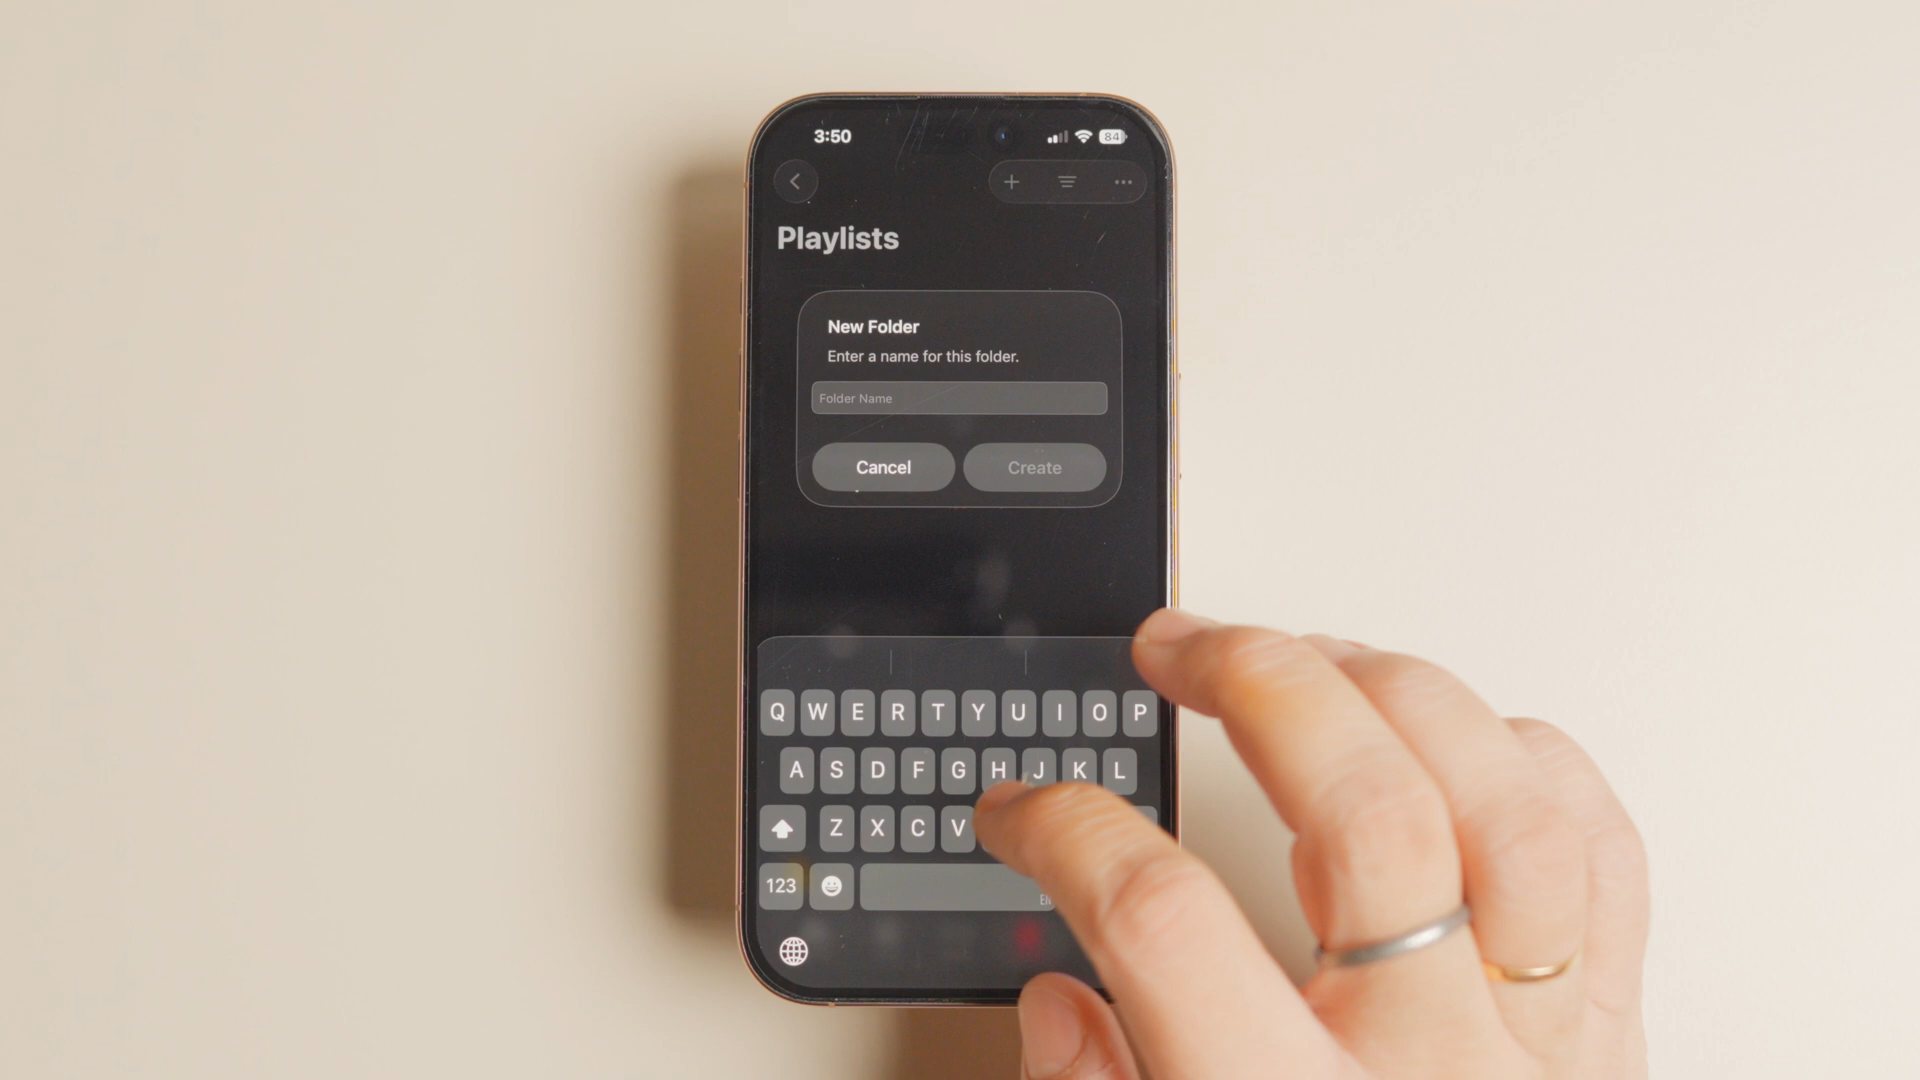 3:50
84
Playlists
New Folder
Enter a name for this folder.
Folder Name
Cancel
Create
Q W E R T Y U I O P
A S D F G H J K L
Z X C V
123